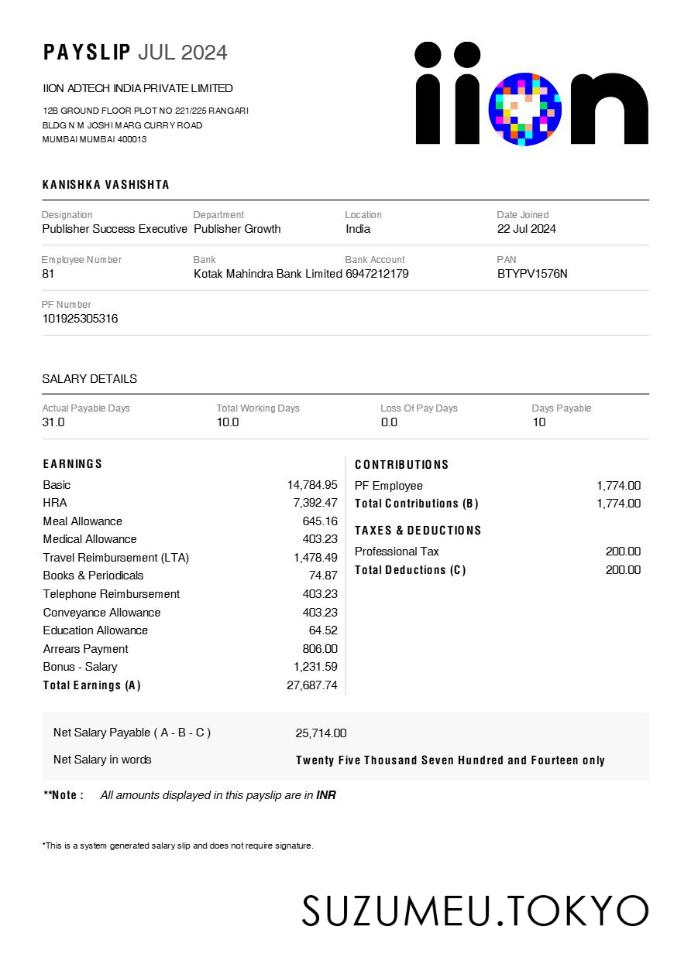 PAYSLIP JUL 2024
iion
IION ADTECH INDIA PRIVATE LIMITED
12B GROUND FLOOR PLOT NO 221/225 RANGARI
BLDG N M JOSHI MARG CURRY ROAD
MUMBAI MUMBAI 400013
KANISHKA VASHISHTA
Designation Department Location Date Joined
Publisher Success Executive Publisher Growth India 22 Jul 2024
Employee Number Bank Bank Account PAN
81 Kotak Mahindra Bank Limited 6947212179 BTYPV1576N
PF Number
101925305316
SALARY DETAILS
Actual Payable Days Total Working Days Loss Of Pay Days Days Payable
31.0 10.0 0.0 10
EARNINGS
Basic 14,784.95
HRA 7,392.47
Meal Allowance 645.16
Medical Allowance 403.23
Travel Reimbursement (LTA) 1,478.49
Books & Periodicals 74.87
Telephone Reimbursement 403.23
Conveyance Allowance 403.23
Education Allowance 64.52
Arrears Payment 806.00
Bonus - Salary 1,231.59
Total Earnings (A) 27,687.74
CONTRIBUTIONS
PF Employee 1,774.00
Total Contributions (B) 1,774.00
TAXES & DEDUCTIONS
Professional Tax 200.00
Total Deductions (C) 200.00
Net Salary Payable ( A - B - C ) 25,714.00
Net Salary in words Twenty Five Thousand Seven Hundred and Fourteen only
**Note : All amounts displayed in this payslip are in INR
*This is a system generated salary slip and does not require signature.
SUZUMEU.TOKYO